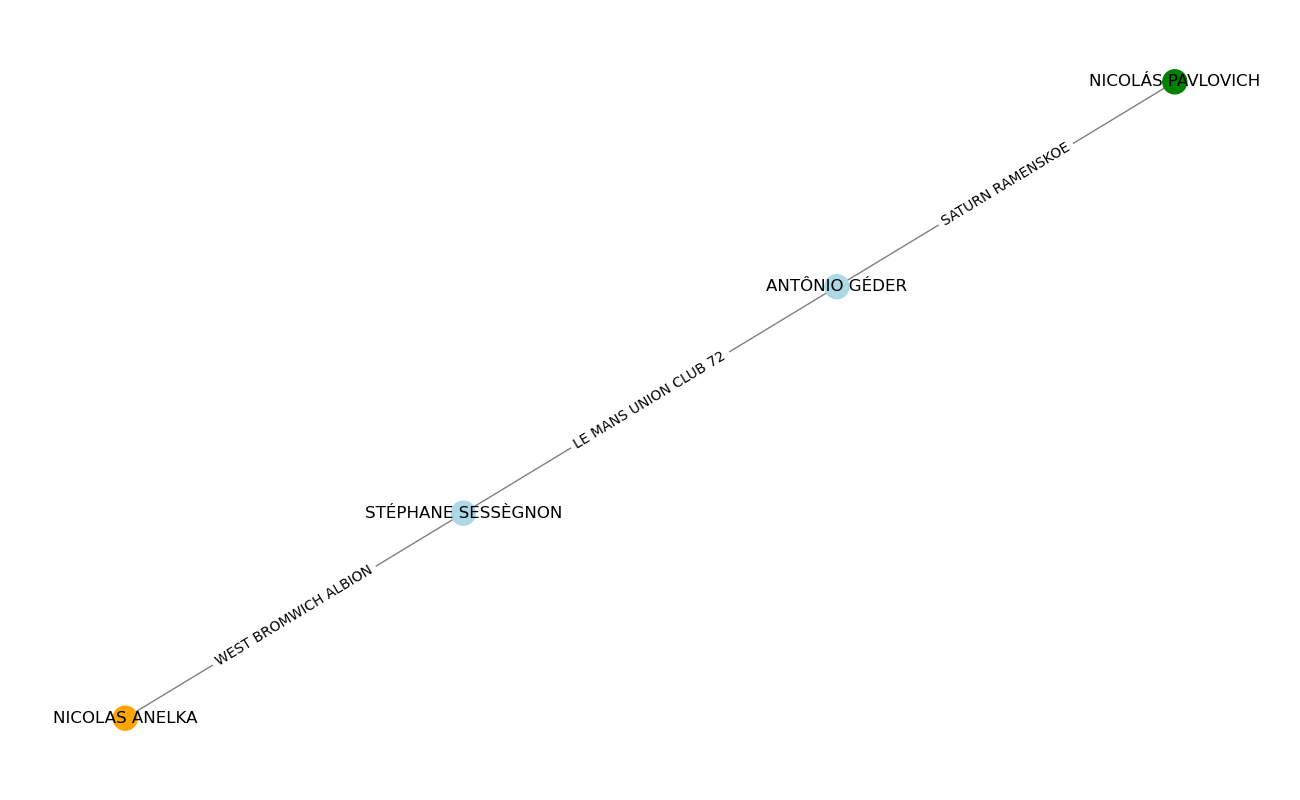 NICOLÁS PAVLOVICH
SATURN RAMENSKOE
ANTÔNIO GÉDER
LE MANS UNION CLUB 72
STÉPHANE SESSÈGNON
WEST BROMWICH ALBION
NICOLAS ANELKA